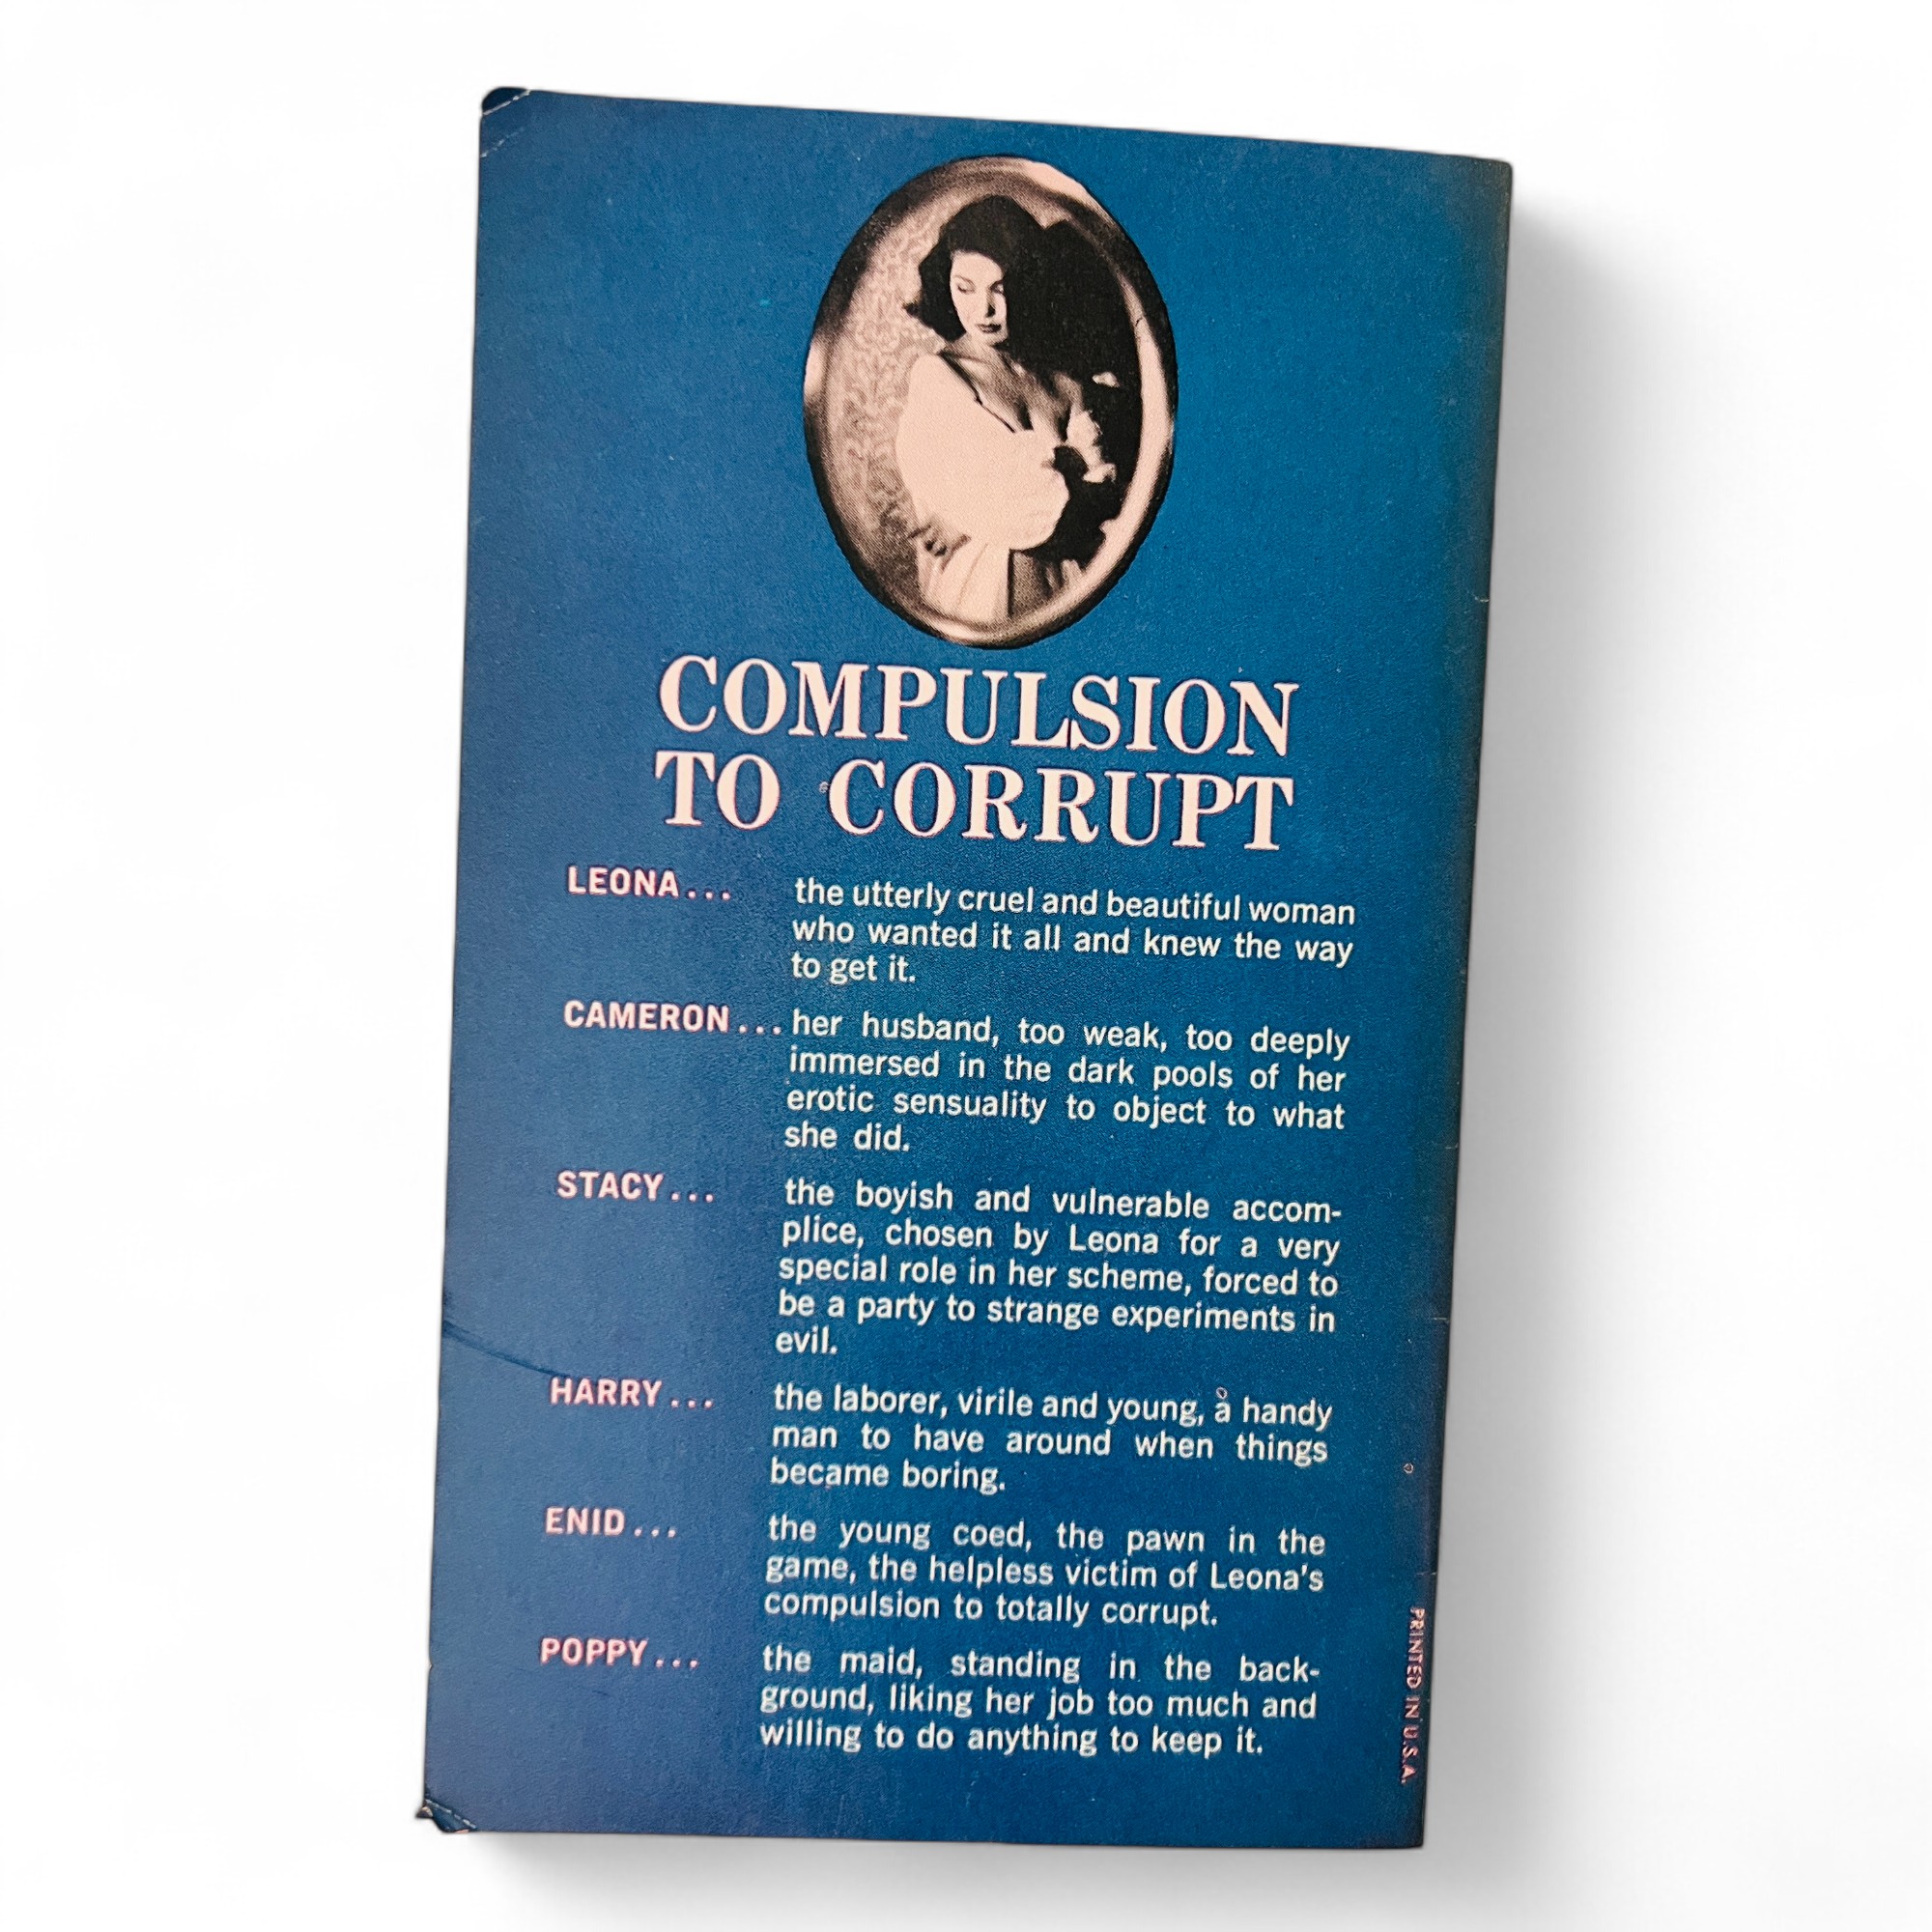 COMPULSION
TO CORRUPT
LEONA... the utterly cruel and beautiful woman
who wanted it all and knew the way
to get it.
CAMERON... her husband, too weak, too deeply
immersed in the dark pools of her
erotic sensuality to object to what
she did.
STACY... the boyish and vulnerable accom-
plice, chosen by Leona for a very
special role in her scheme, forced to
be a party to strange experiments in
evil.
HARRY... the laborer, virile and young, a handy
man to have around when things
became boring.
ENID... the young coed, the pawn in the
game, the helpless victim of Leona's
compulsion to totally corrupt.
POPPY... the maid, standing in the back-
ground, liking her job too much and
willing to do anything to keep it.
PRINTED IN U.S.A.